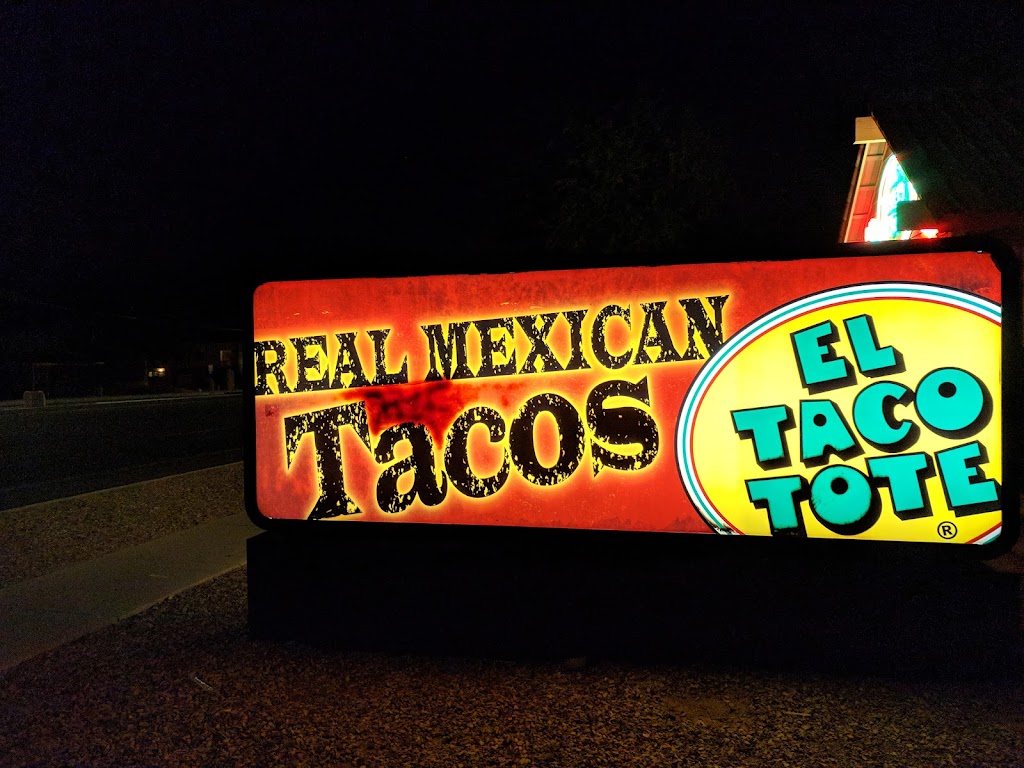 REAL MEXICAN
Tacos
EL
TACO
TOTE
®